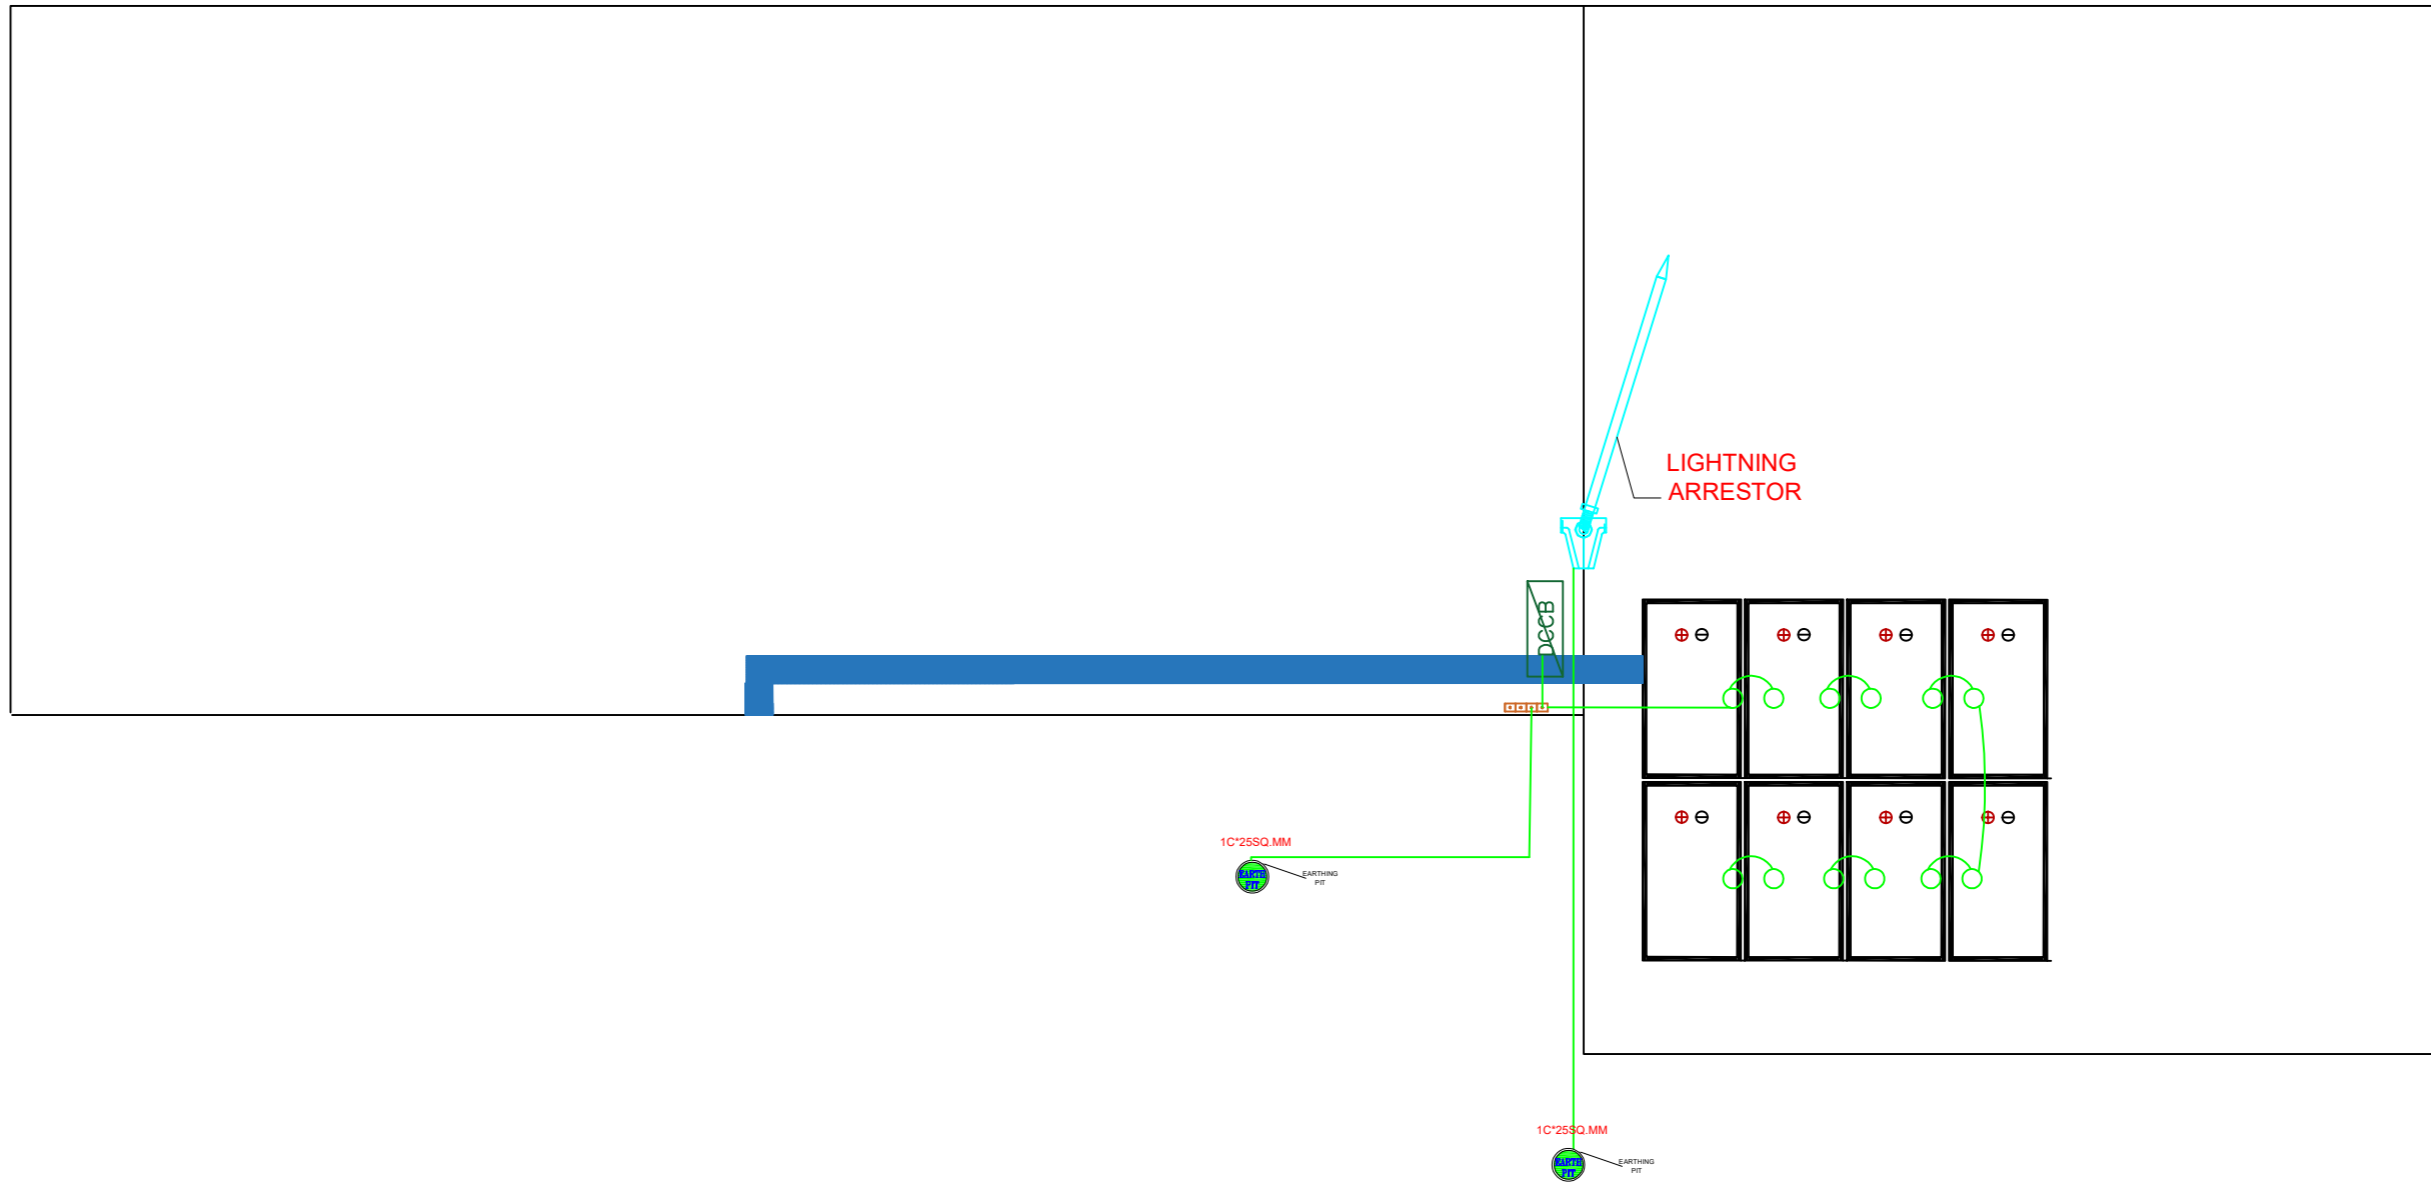 LIGHTNING
ARRESTOR
DCCB
1C*25SQ.MM
EARTH
PIT
EARTHING
PIT
1C*25SQ.MM
EARTH
PIT
EARTHING
PIT